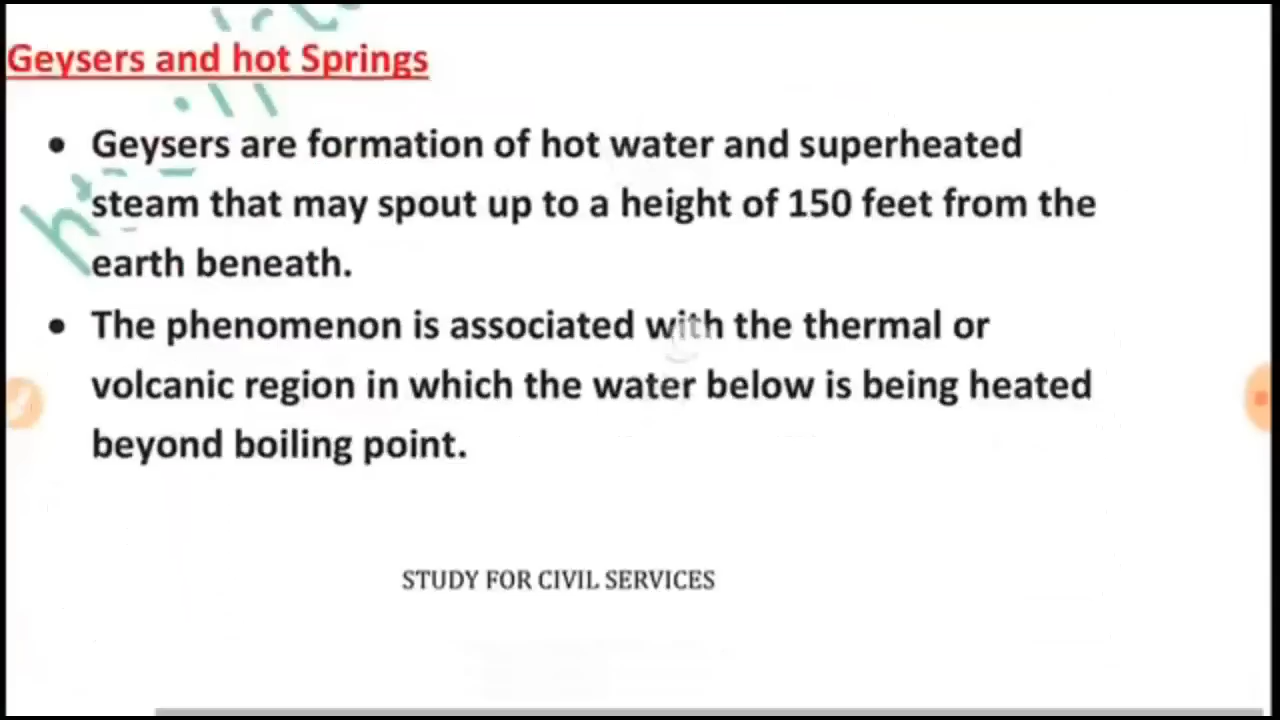 Geysers and hot Springs
• Geysers are formation of hot water and superheated
steam that may spout up to a height of 150 feet from the
earth beneath.
• The phenomenon is associated with the thermal or
volcanic region in which the water below is being heated
beyond boiling point.
STUDY FOR CIVIL SERVICES